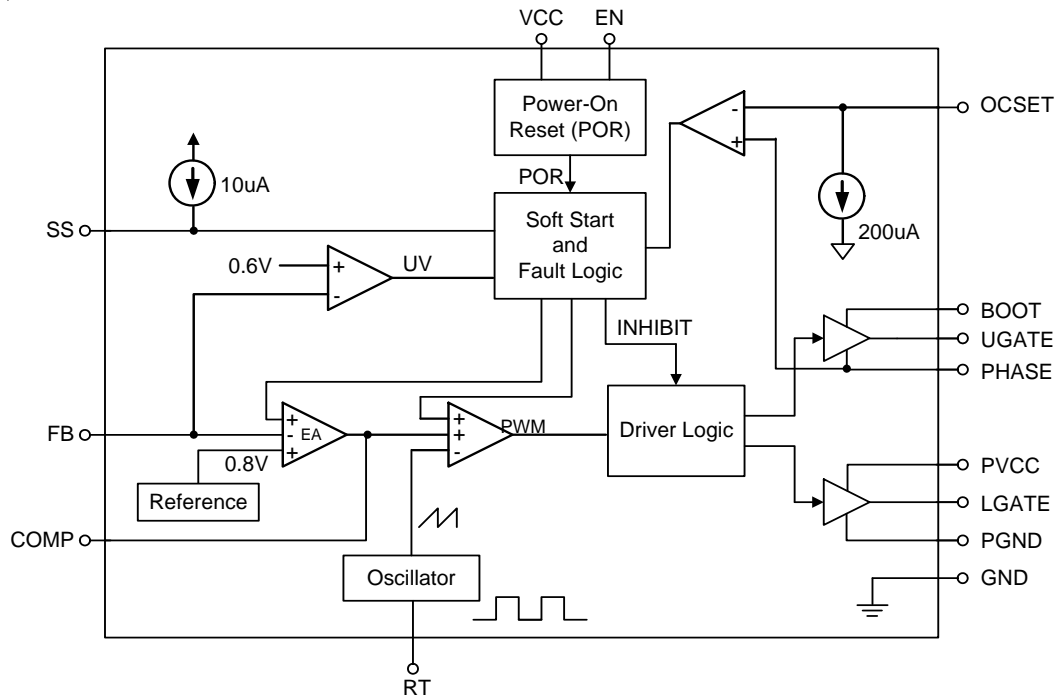 VCC EN
Power-On
Reset (POR)
- OCSET
+
POR
10uA
SS
Soft Start
and
Fault Logic
200uA
0.6V + UV
-
BOOT
INHIBIT
UGATE
PHASE
FB
+
- EA
+
0.8V
+
+ PWM
-
Driver Logic
Reference
PVCC
LGATE
COMP
PGND
Oscillator
GND
RT